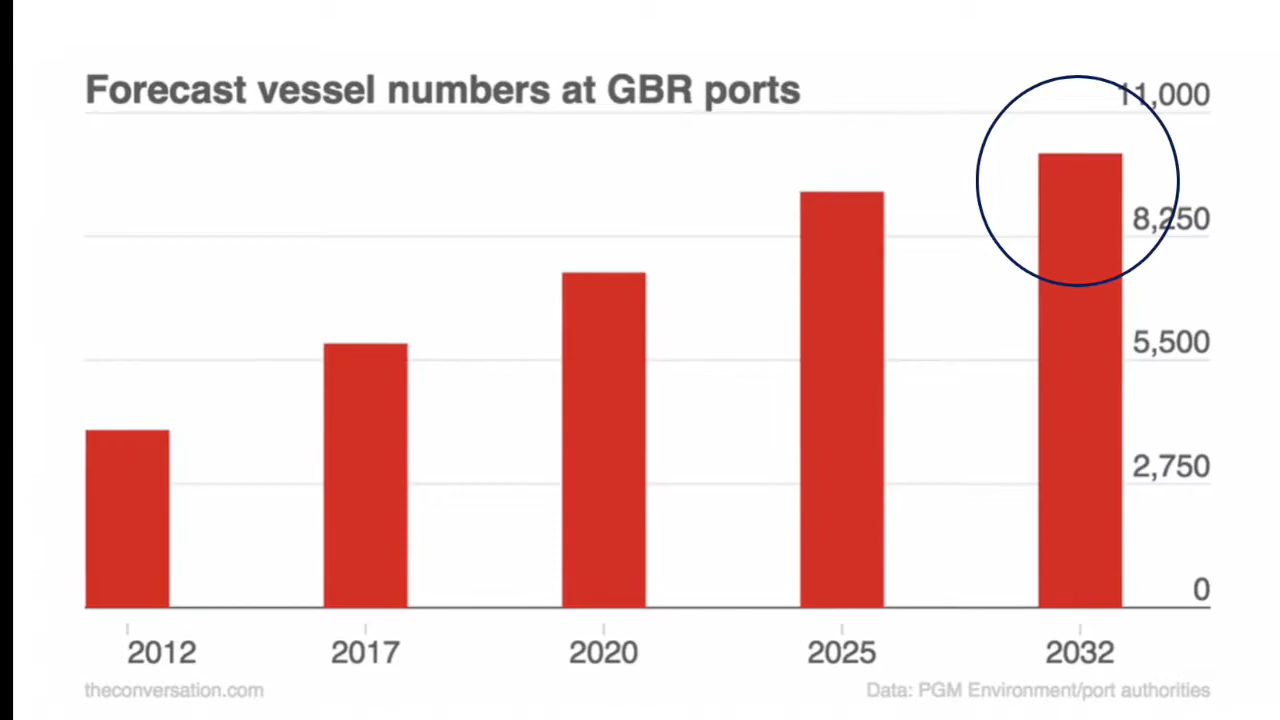 Forecast vessel numbers at GBR ports
11,000
8,250
5,500
2,750
0
2012 2017 2020 2025 2032
theconversation.com Data: PGM Environment/port authorities